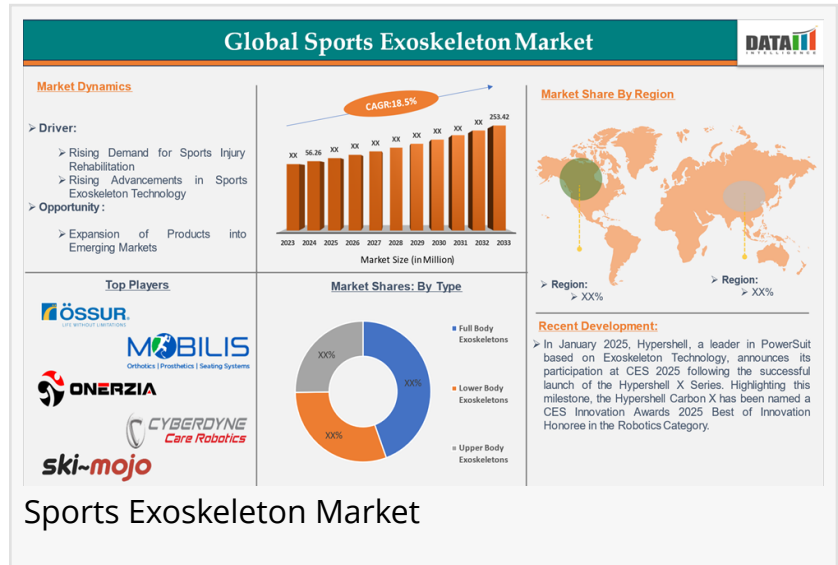 Global Sports Exoskeleton Market
DATAM
INTELLIGENCE
Market Dynamics
Driver:
Rising Demand for Sports Injury
Rehabilitation
Rising Advancements in Sports
Exoskeleton Technology
Opportunity :
Expansion of Products into
Emerging Markets
CAGR:18.5%
XX 56.26 XX XX XX XX XX XX XX 253.42
2023 2024 2025 2026 2027 2028 2029 2030 2031 2032 2033
Market Size (in Million)
Market Share By Region
Region:
XX%
Region:
XX%
Top Players
ÖSSUR
LIFE WITHOUT LIMITATIONS
MOBILIS
Orthotics | Prosthetics | Seating Systems
ONERZIA
CYBERDYNE
Care Robotics
ski~mojo
Market Shares: By Type
XX%
XX%
XX%
Full Body
Exoskeletons
Lower Body
Exoskeletons
Upper Body
Exoskeletons
Recent Development:
In January 2025, Hypershell, a leader in PowerSuit
based on Exoskeleton Technology, announces its
participation at CES 2025 following the successful
launch of the Hypershell X Series. Highlighting this
milestone, the Hypershell Carbon X has been named a
CES Innovation Awards 2025 Best of Innovation
Honoree in the Robotics Category.
Sports Exoskeleton Market